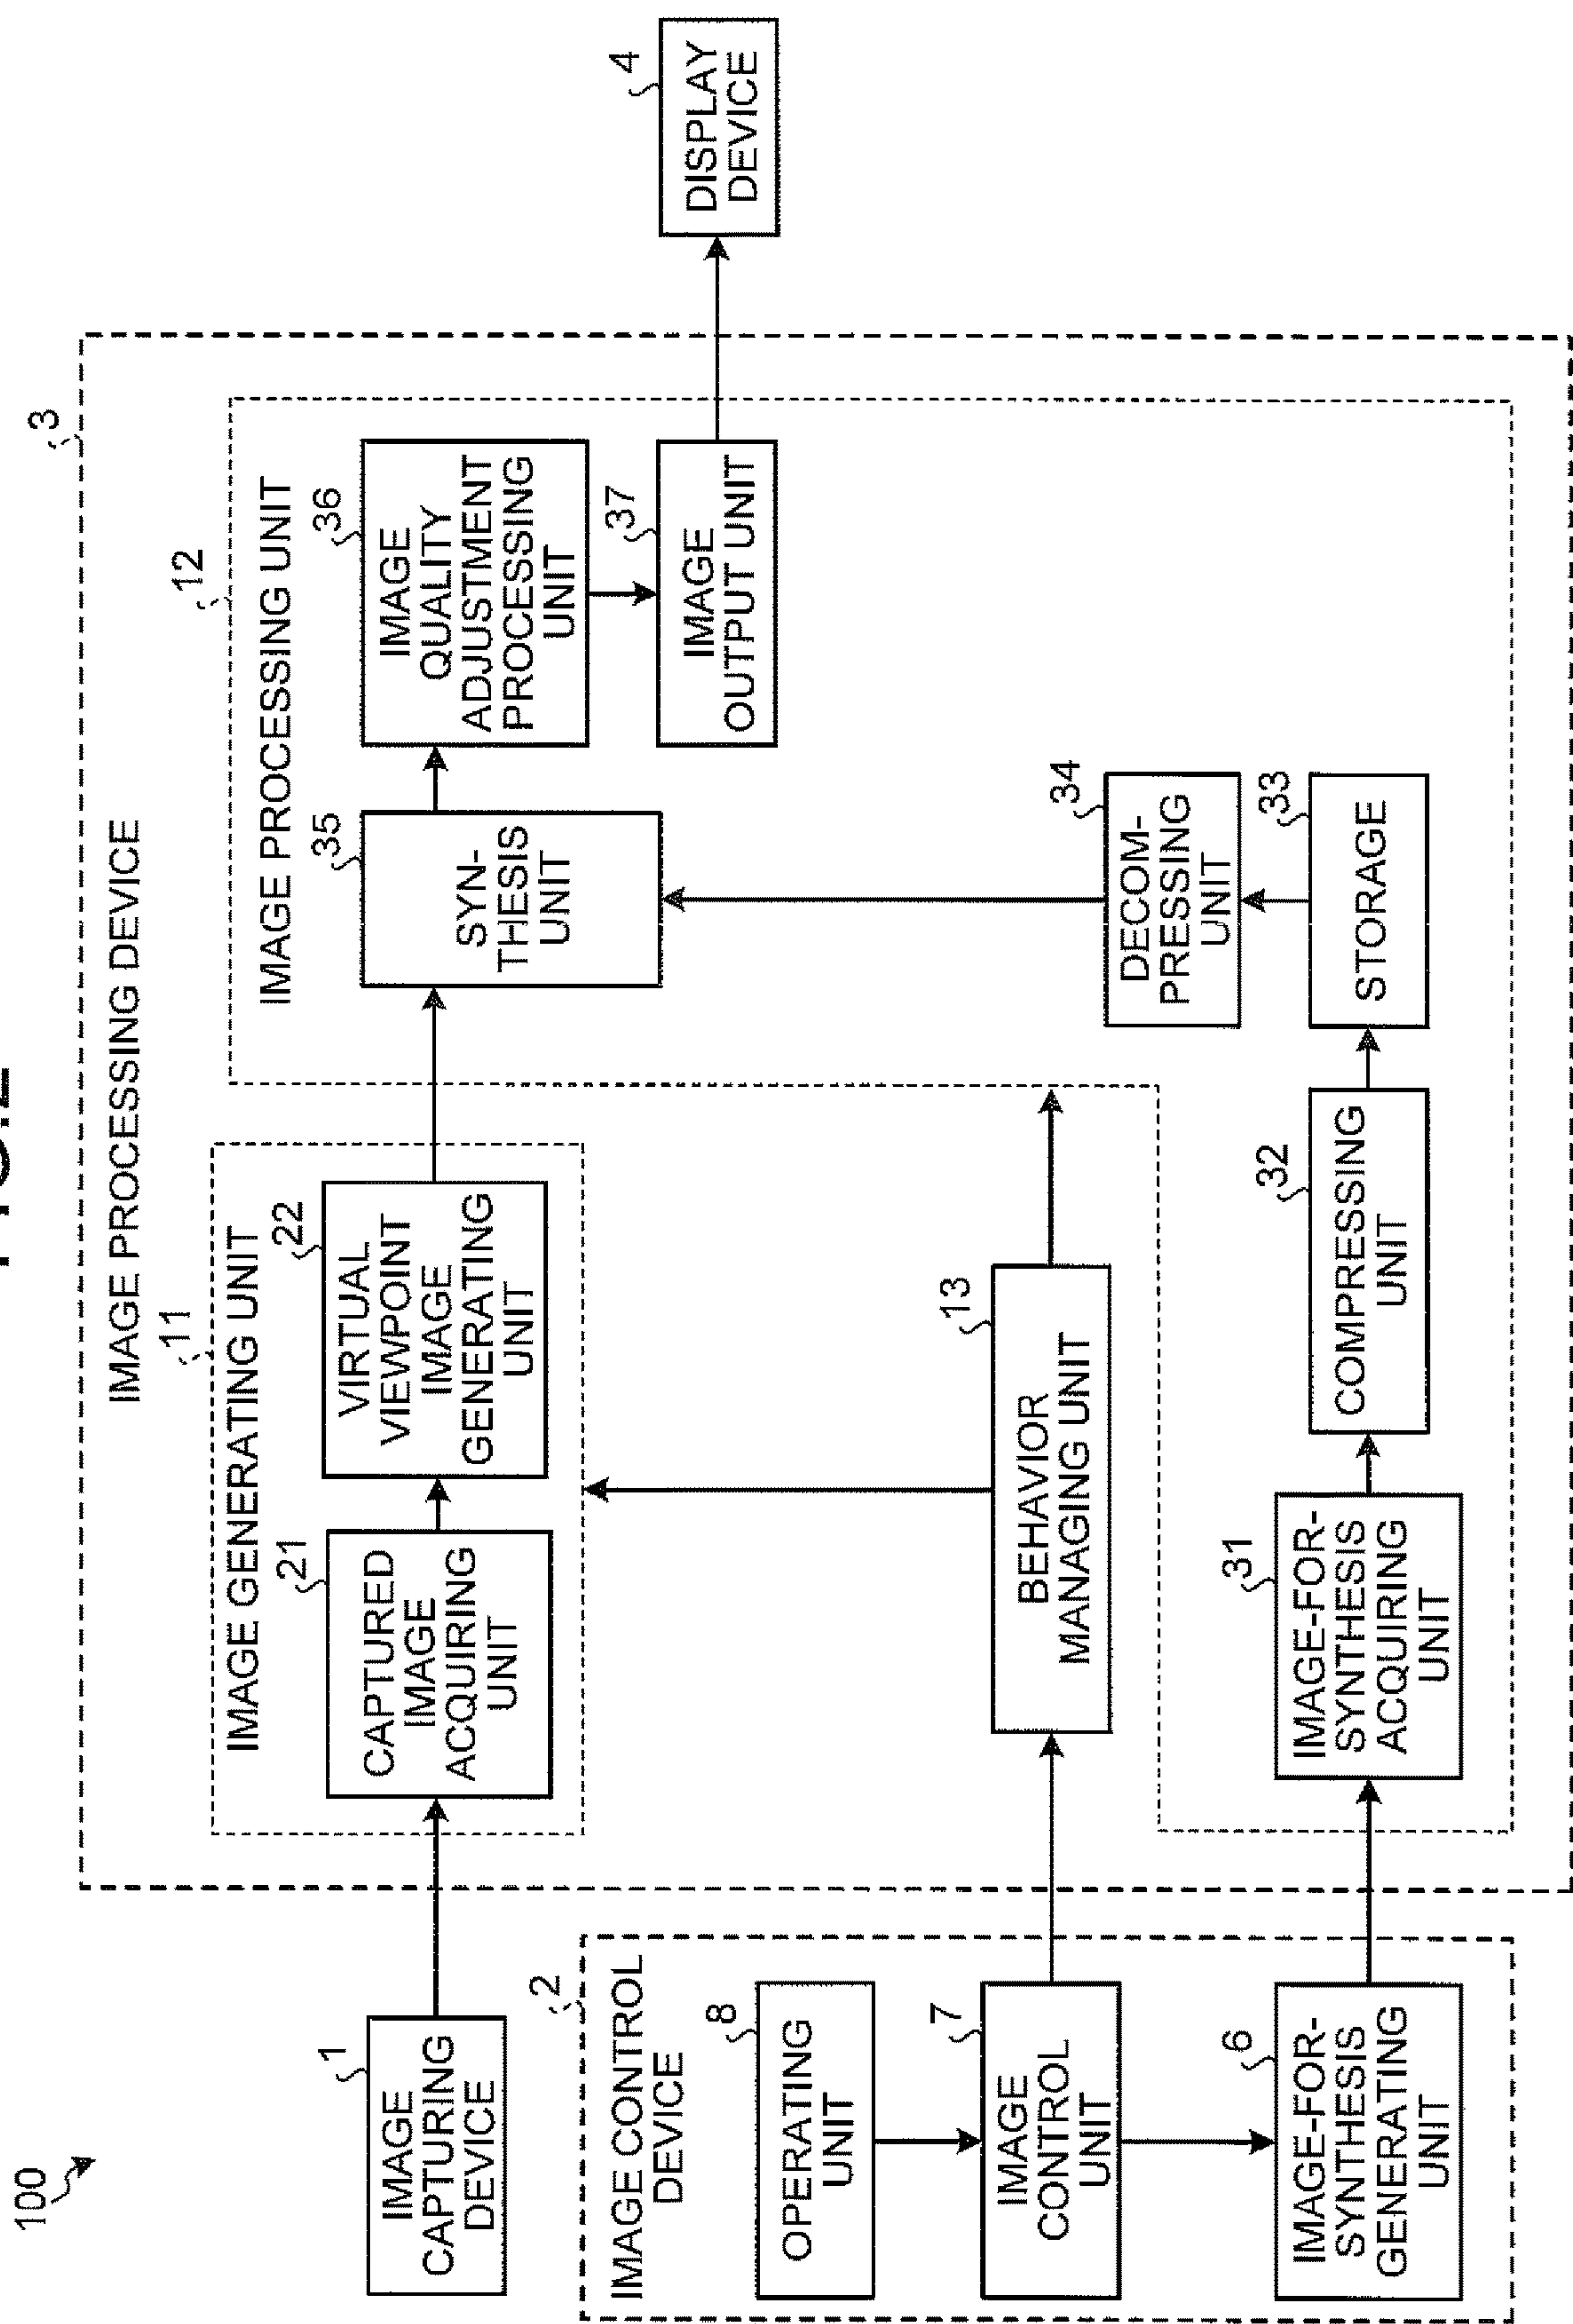 100
IMAGE
CAPTURING
DEVICE
1
IMAGE CONTROL
DEVICE
2
OPERATING
UNIT
8
IMAGE
CONTROL
UNIT
7
IMAGE-FOR-
SYNTHESIS
GENERATING
UNIT
6
IMAGE PROCESSING DEVICE
3
IMAGE GENERATING UNIT
11
CAPTURED
IMAGE
ACQUIRING
UNIT
21
VIRTUAL
VIEWPOINT
IMAGE
GENERATING
UNIT
22
BEHAVIOR
MANAGING UNIT
13
IMAGE PROCESSING UNIT
12
IMAGE-FOR-
SYNTHESIS
ACQUIRING
UNIT
31
COMPRESSING
UNIT
32
STORAGE
33
DECOM-
PRESSING
UNIT
34
SYN-
THESIS
UNIT
35
IMAGE
QUALITY
ADJUSTMENT
PROCESSING
UNIT
36
IMAGE
OUTPUT UNIT
37
DISPLAY
DEVICE
4